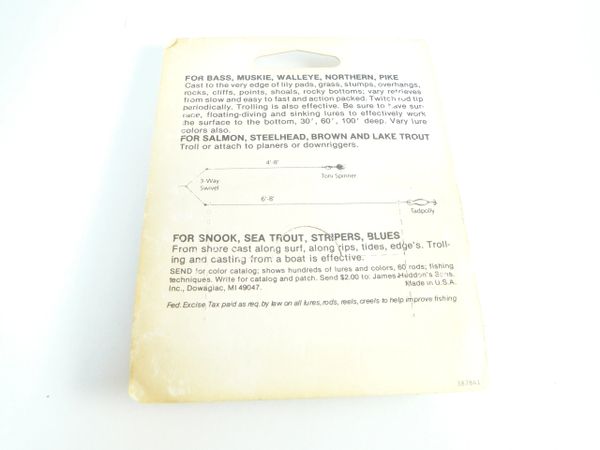 FOR BASS, MUSKIE, WALLEYE, NORTHERN, PIKE
Cast to the very edge of lily pads, grass, stumps, overhangs,
rocks, cliffs, points, shoals, rocky bottoms; vary retrieves
from slow and easy to fast and action packed. Twitch rod tip
periodically, Trolling is also effective. Be sure to have sur-
face, floating-diving and sinking lures to effectively work
the surface to the bottom, 30', 60', 100' deep. Vary lure
colors also.
FOR SALMON, STEELHEAD, BROWN AND LAKE TROUT
Troll or attach to planers or downriggers.
4'-8'
3-Way
Swivel
Toni Spinner
6'-8'
Tadpolly
FOR SNOOK, SEA TROUT, STRIPERS, BLUES
From shore cast along surf, along rips, tides, edge's. Troll-
ing and casting from a boat is effective.
SEND for color catalog; shows hundreds of lures and colors, 60 rods; fishing
techniques. Write for catalog and patch. Send $2.00 to: James Heddon's Sons,
Inc., Dowagiac, MI 49047.
Made in U.S.A.
Fed. Excise Tax paid as req. by law on all lures, rods, reels, creels to help improve fishing